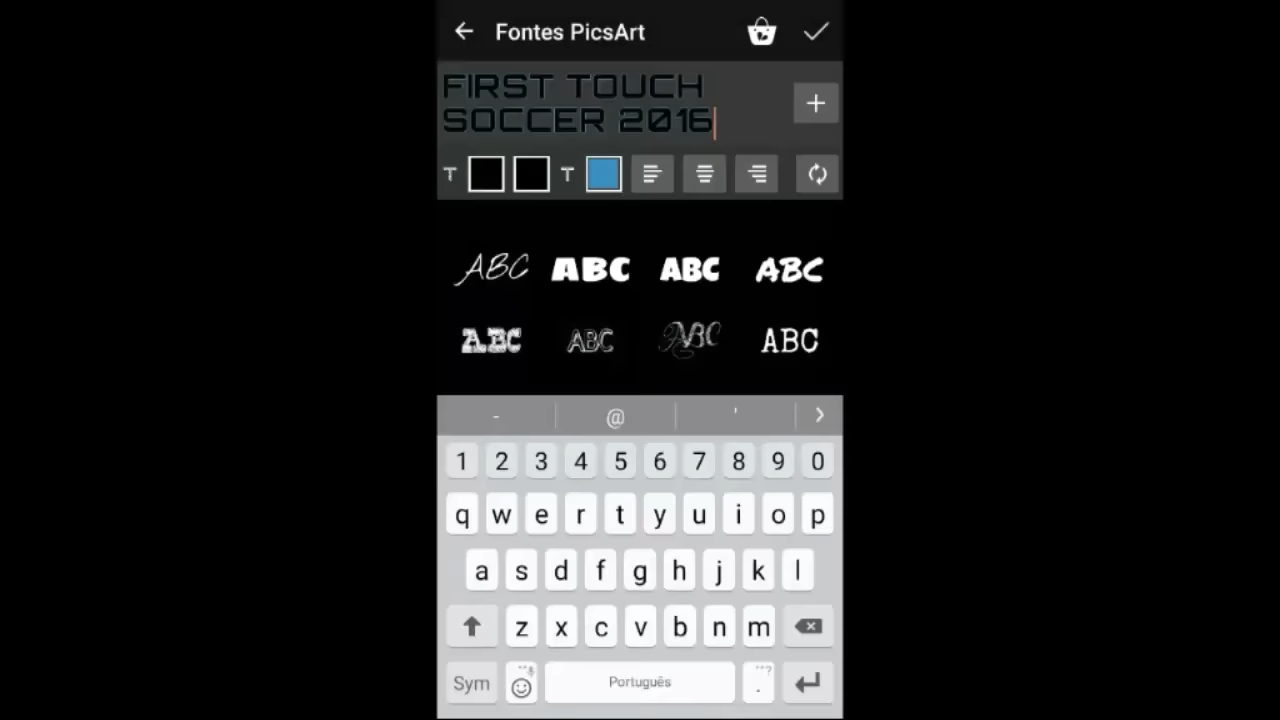 Fontes PicsArt
FIRST TOUCH
SOCCER 2016
T T
ABC ABC ABC ABC
ABC ABC ABC ABC
- @ '
1 2 3 4 5 6 7 8 9 0
q w e r t y u i o p
a s d f g h j k l
z x c v b n m
Sym Português .